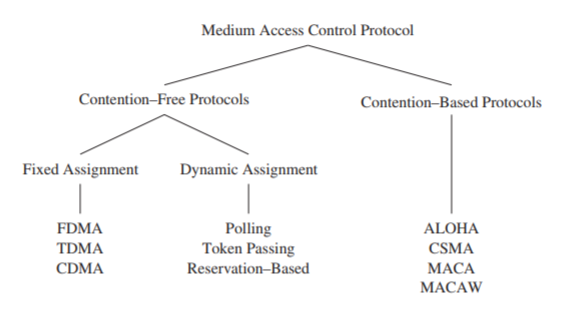 Medium Access Control Protocol
Contention–Free Protocols
Contention–Based Protocols
Fixed Assignment
Dynamic Assignment
FDMA
TDMA
CDMA
Polling
Token Passing
Reservation–Based
ALOHA
CSMA
MACA
MACAW